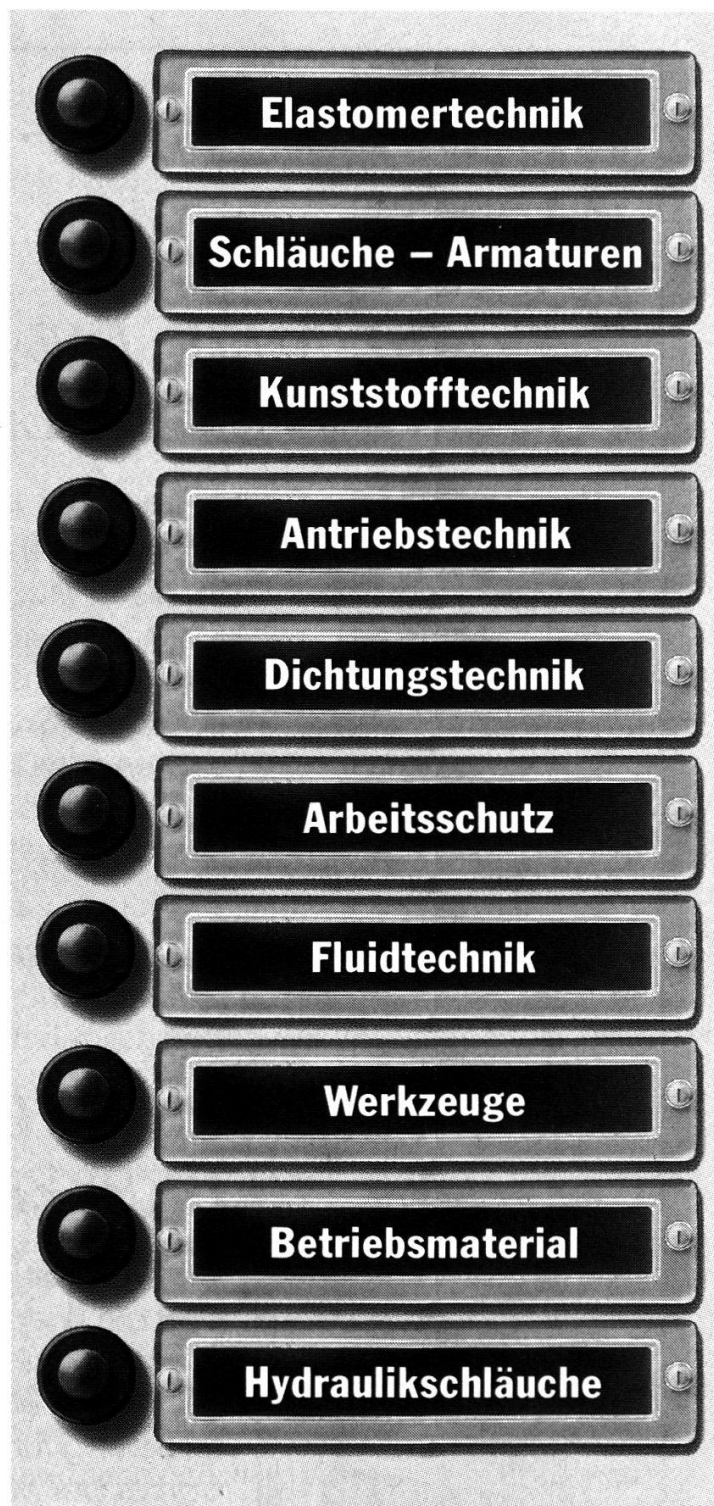 Elastomertechnik
Schläuche – Armaturen
Kunststofftechnik
Antriebstechnik
Dichtungstechnik
Arbeitsschutz
Fluidtechnik
Werkzeuge
Betriebsmaterial
Hydraulikschläuche